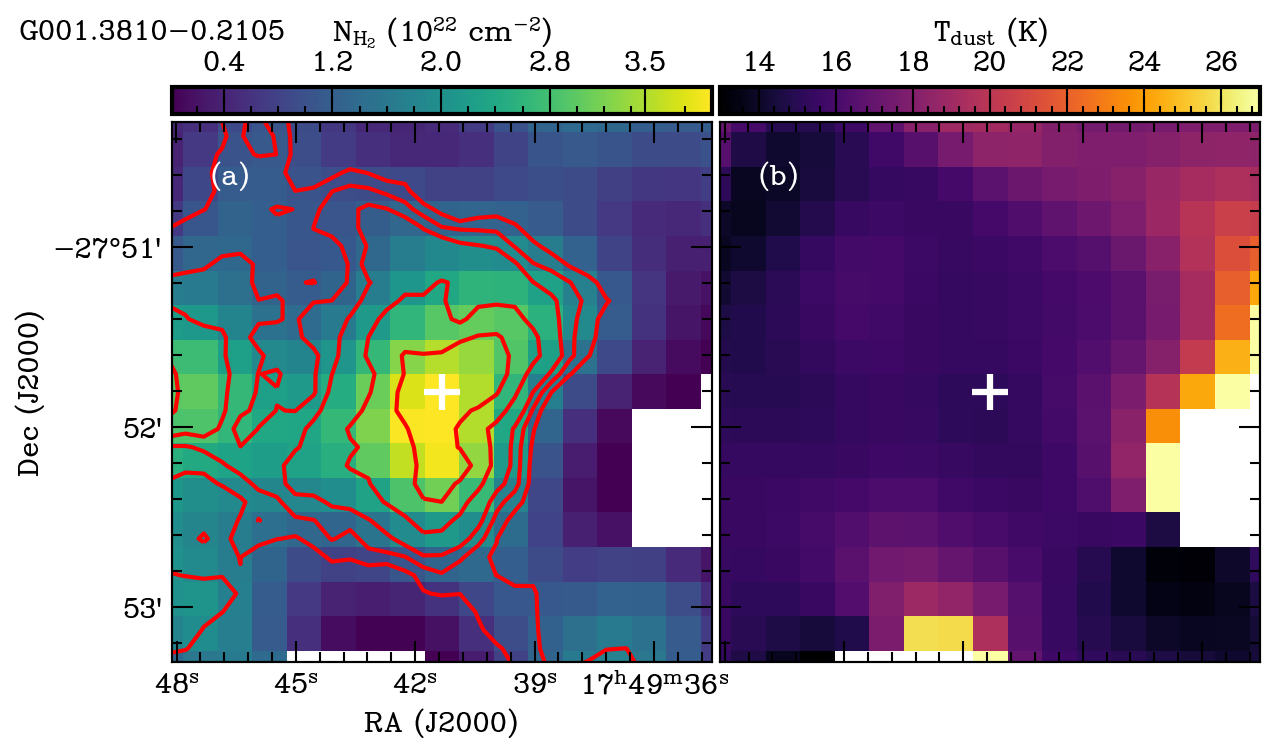 G001.3810−0.2105 N_H₂ (10²² cm⁻²) T_dust (K)
0.4 1.2 2.0 2.8 3.5 14 16 18 20 22 24 26
(a) (b)
−27°51'
52'
53'
Dec (J2000)
48ˢ 45ˢ 42ˢ 39ˢ 17ʰ49ᵐ36ˢ
RA (J2000)